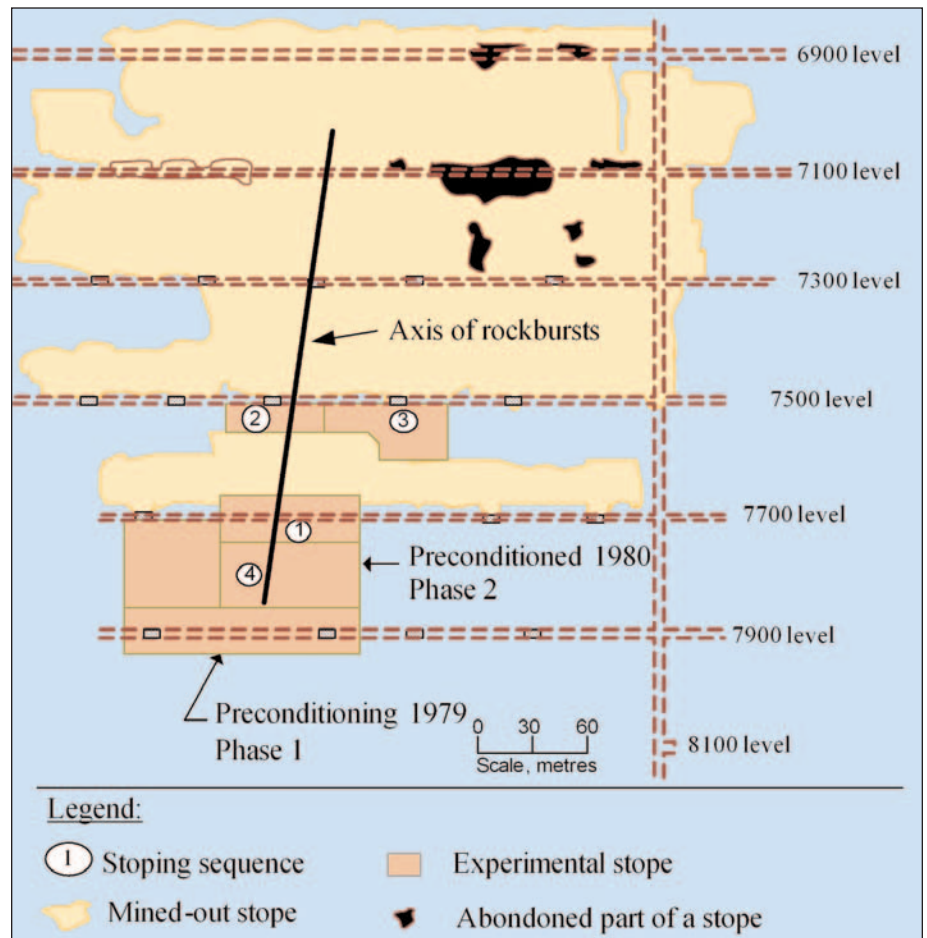 6900 level
7100 level
7300 level
Axis of rockbursts
7500 level
2
3
7700 level
1
4
Preconditioned 1980
Phase 2
7900 level
Preconditioning 1979
Phase 1
0 30 60
Scale, metres
8100 level
Legend:
1 Stoping sequence
Experimental stope
Mined-out stope
Abondoned part of a stope